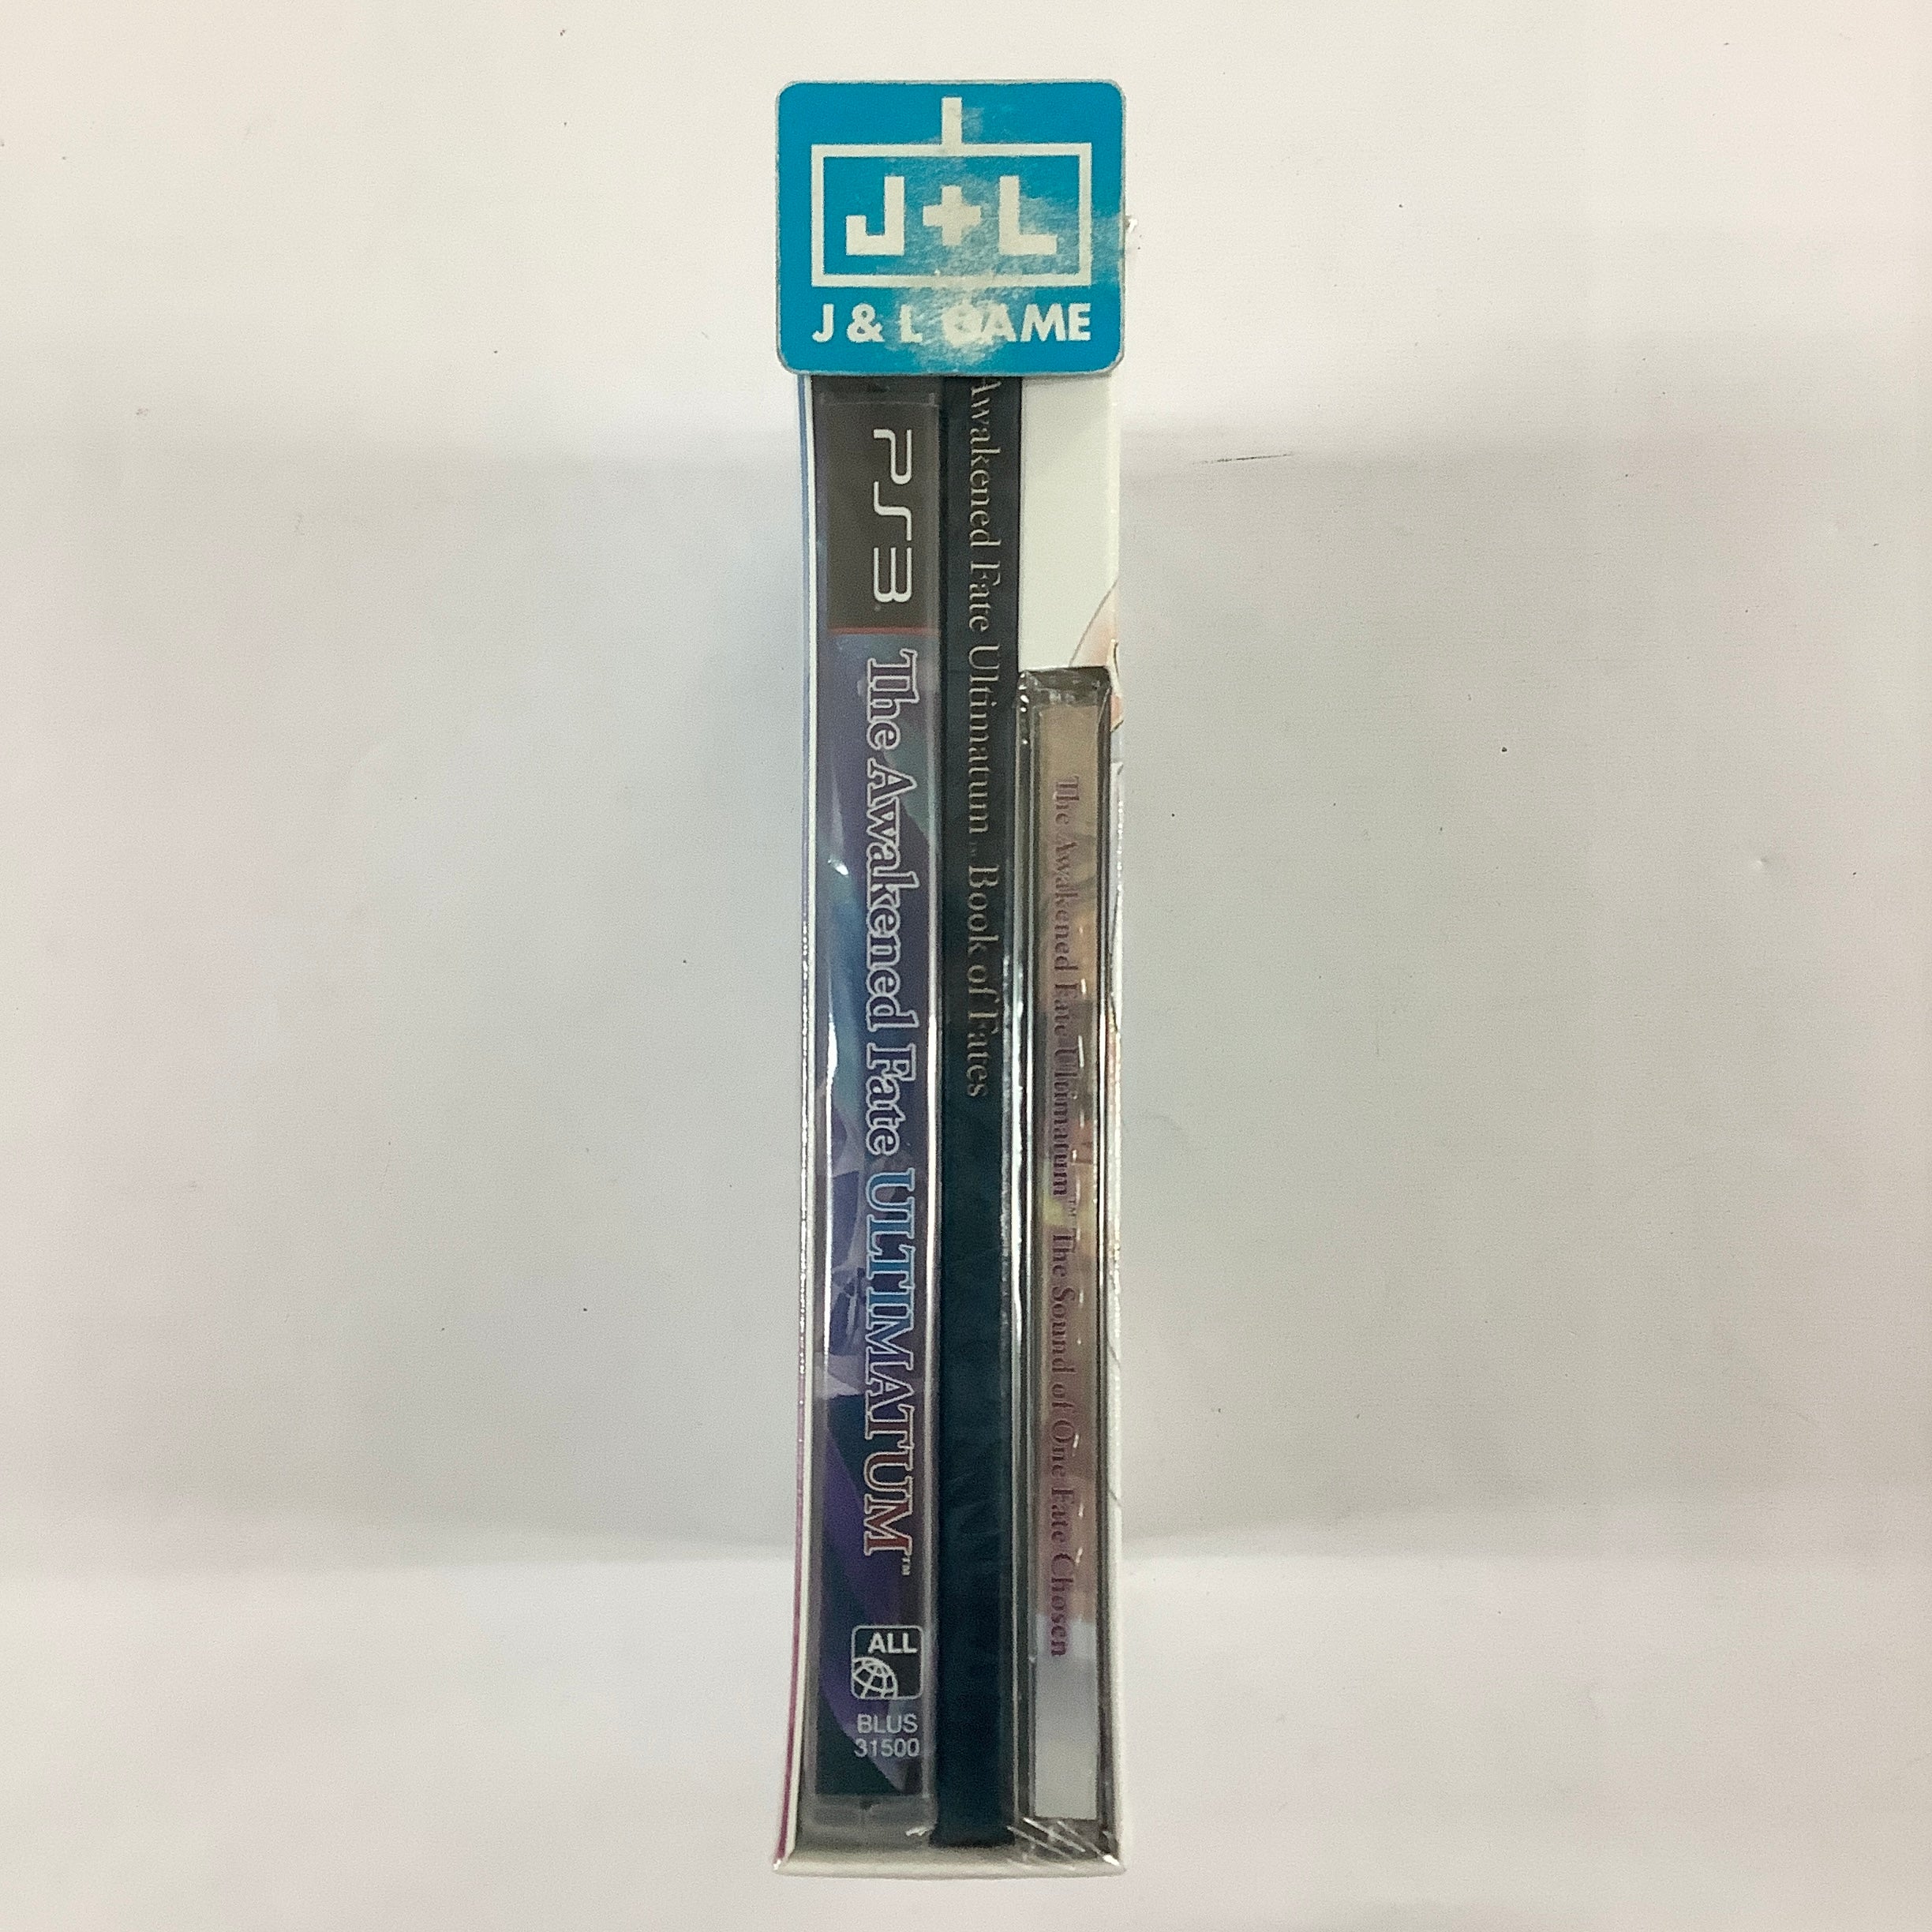 J+L
J & L GAME
PS3
The Awakened Fate ULTIMATUM™
ALL
BLUS
31500
Awakened Fate Ultimatum™ Book of Fates
The Awakened Fate Ultimatum™ The Sound of One Fate Chosen